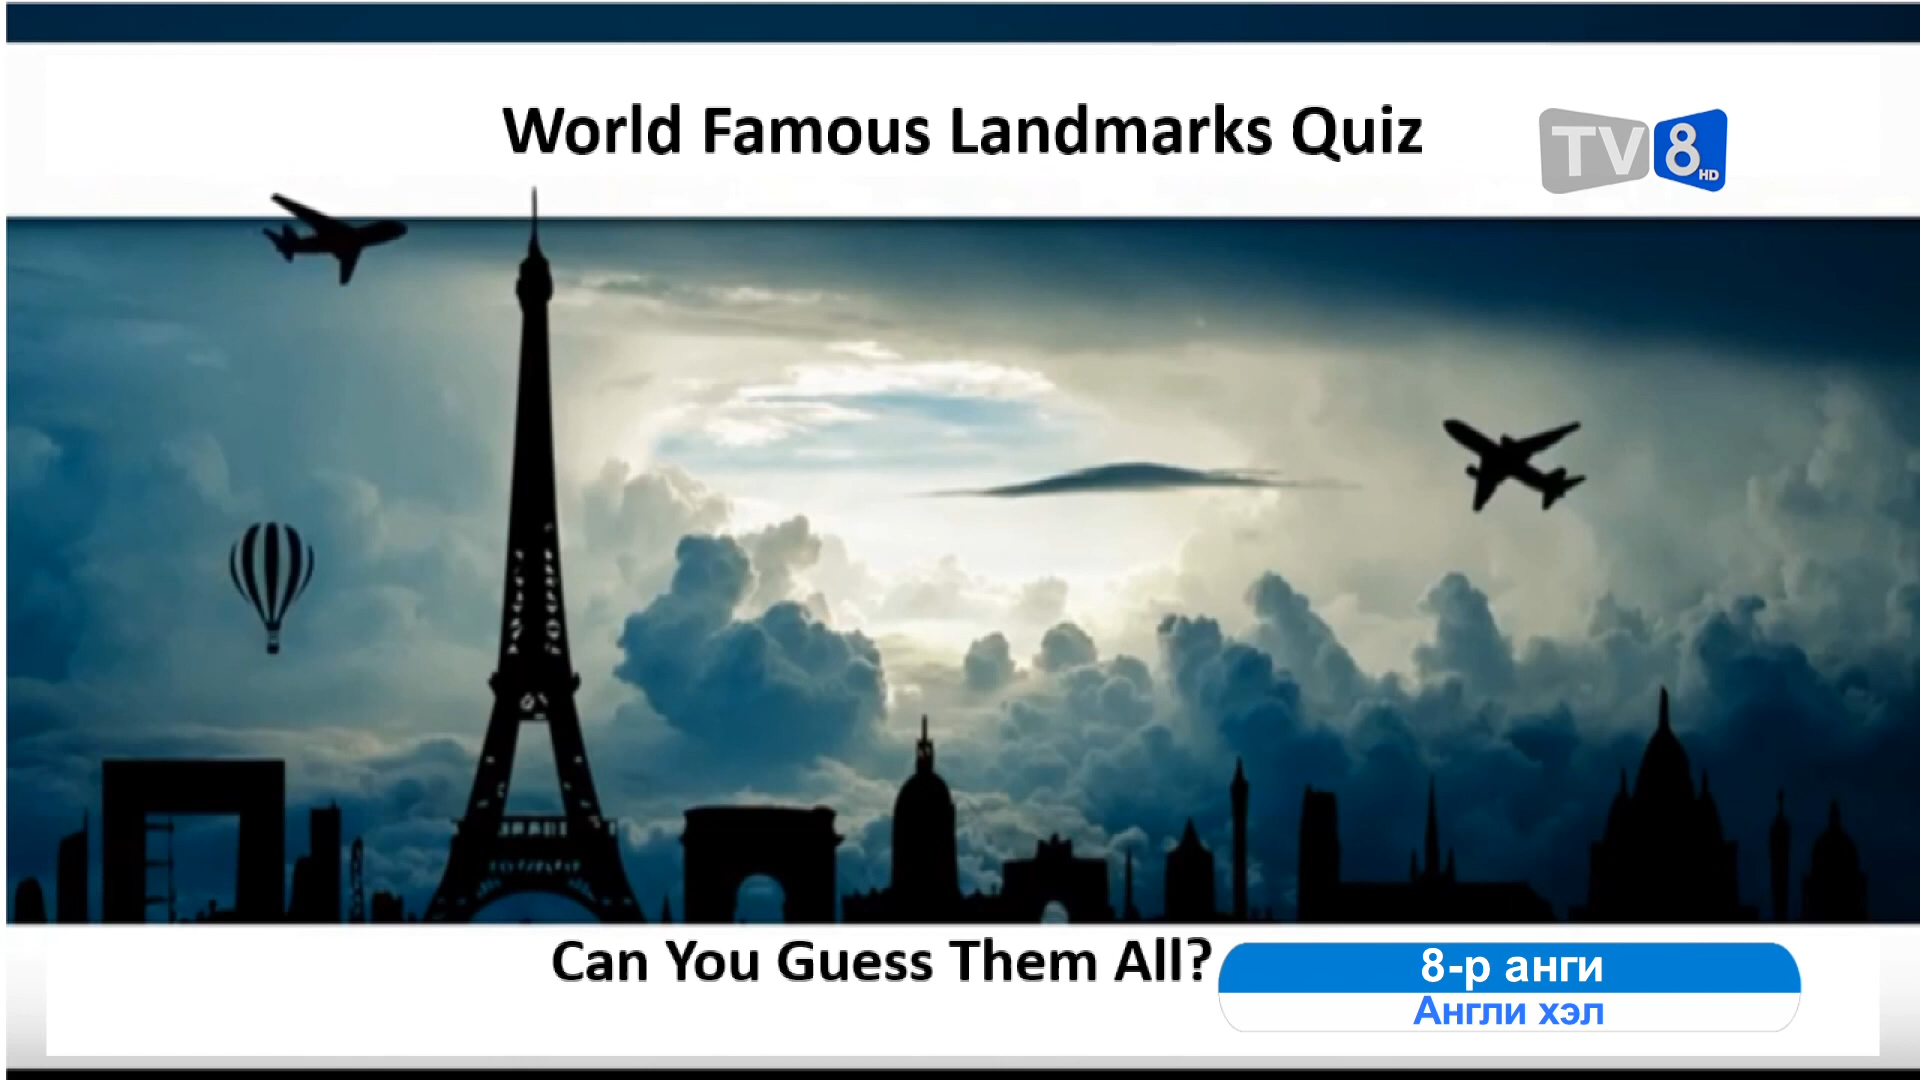 World Famous Landmarks Quiz
TV8 HD
Can You Guess Them All?
8-р анги
Англи хэл